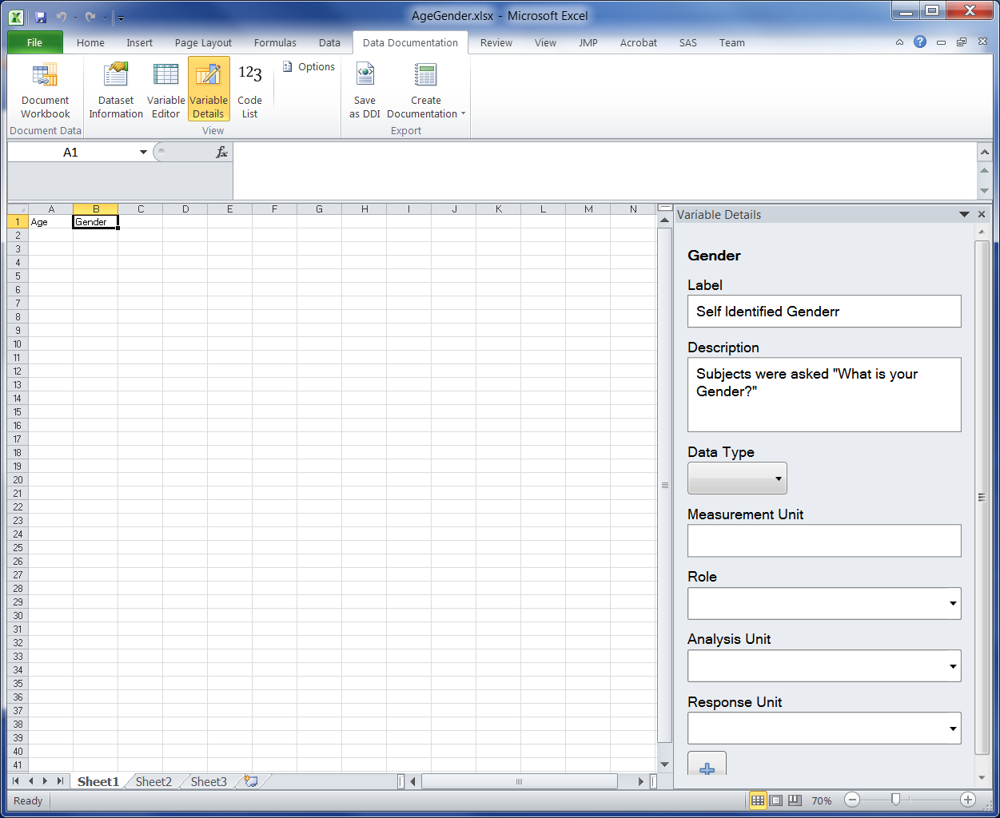 AgeGender.xlsx - Microsoft Excel
File Home Insert Page Layout Formulas Data Data Documentation Review View JMP Acrobat SAS Team
Document Workbook
Dataset Information
Variable Editor
Variable Details
123
Code List
Options
Save as DDI
Create Documentation
Document Data View Export
A1 fx
A B C D E F G H I J K L M N
1 Age Gender
2
3
4
5
6
7
8
9
10
11
12
13
14
15
16
17
18
19
20
21
22
23
24
25
26
27
28
29
30
31
32
33
34
35
36
37
38
39
40
41
Variable Details
Gender
Label
Self Identified Genderr
Description
Subjects were asked "What is your
Gender?"
Data Type
Measurement Unit
Role
Analysis Unit
Response Unit
Sheet1 Sheet2 Sheet3
Ready 70%